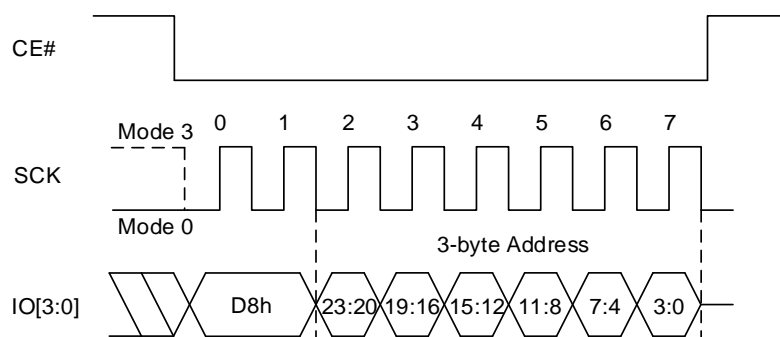 CE#
Mode 3
0 1 2 3 4 5 6 7
SCK
Mode 0
3-byte Address
IO[3:0]
D8h 23:20 19:16 15:12 11:8 7:4 3:0